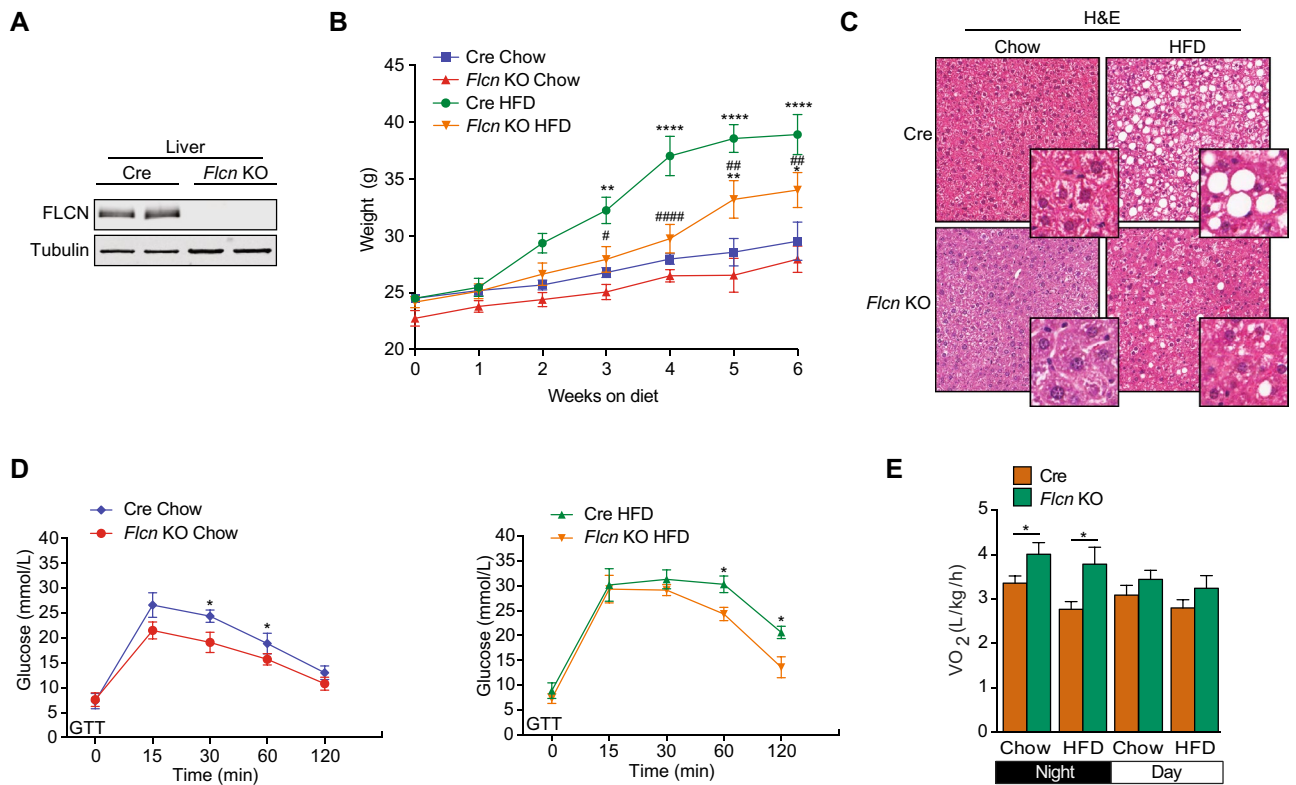 A
Liver
Cre Flcn KO
FLCN
Tubulin
B
Cre Chow
Flcn KO Chow
Cre HFD
Flcn KO HFD
45
40
35
30
25
20
Weight (g)
**
#
****
####
****
##
**
****
##
*
0 1 2 3 4 5 6
Weeks on diet
C
H&E
Chow HFD
Cre
Flcn KO
D
Cre Chow
Flcn KO Chow
40
35
30
25
20
15
10
5
0
Glucose (mmol/L)
* *
GTT
0 15 30 60 120
Time (min)
Cre HFD
Flcn KO HFD
40
35
30
25
20
15
10
5
0
Glucose (mmol/L)
* *
GTT
0 15 30 60 120
Time (min)
E
Cre
Flcn KO
5
4
3
2
1
0
VO2 (L/kg/h)
* *
Chow HFD Chow HFD
Night Day